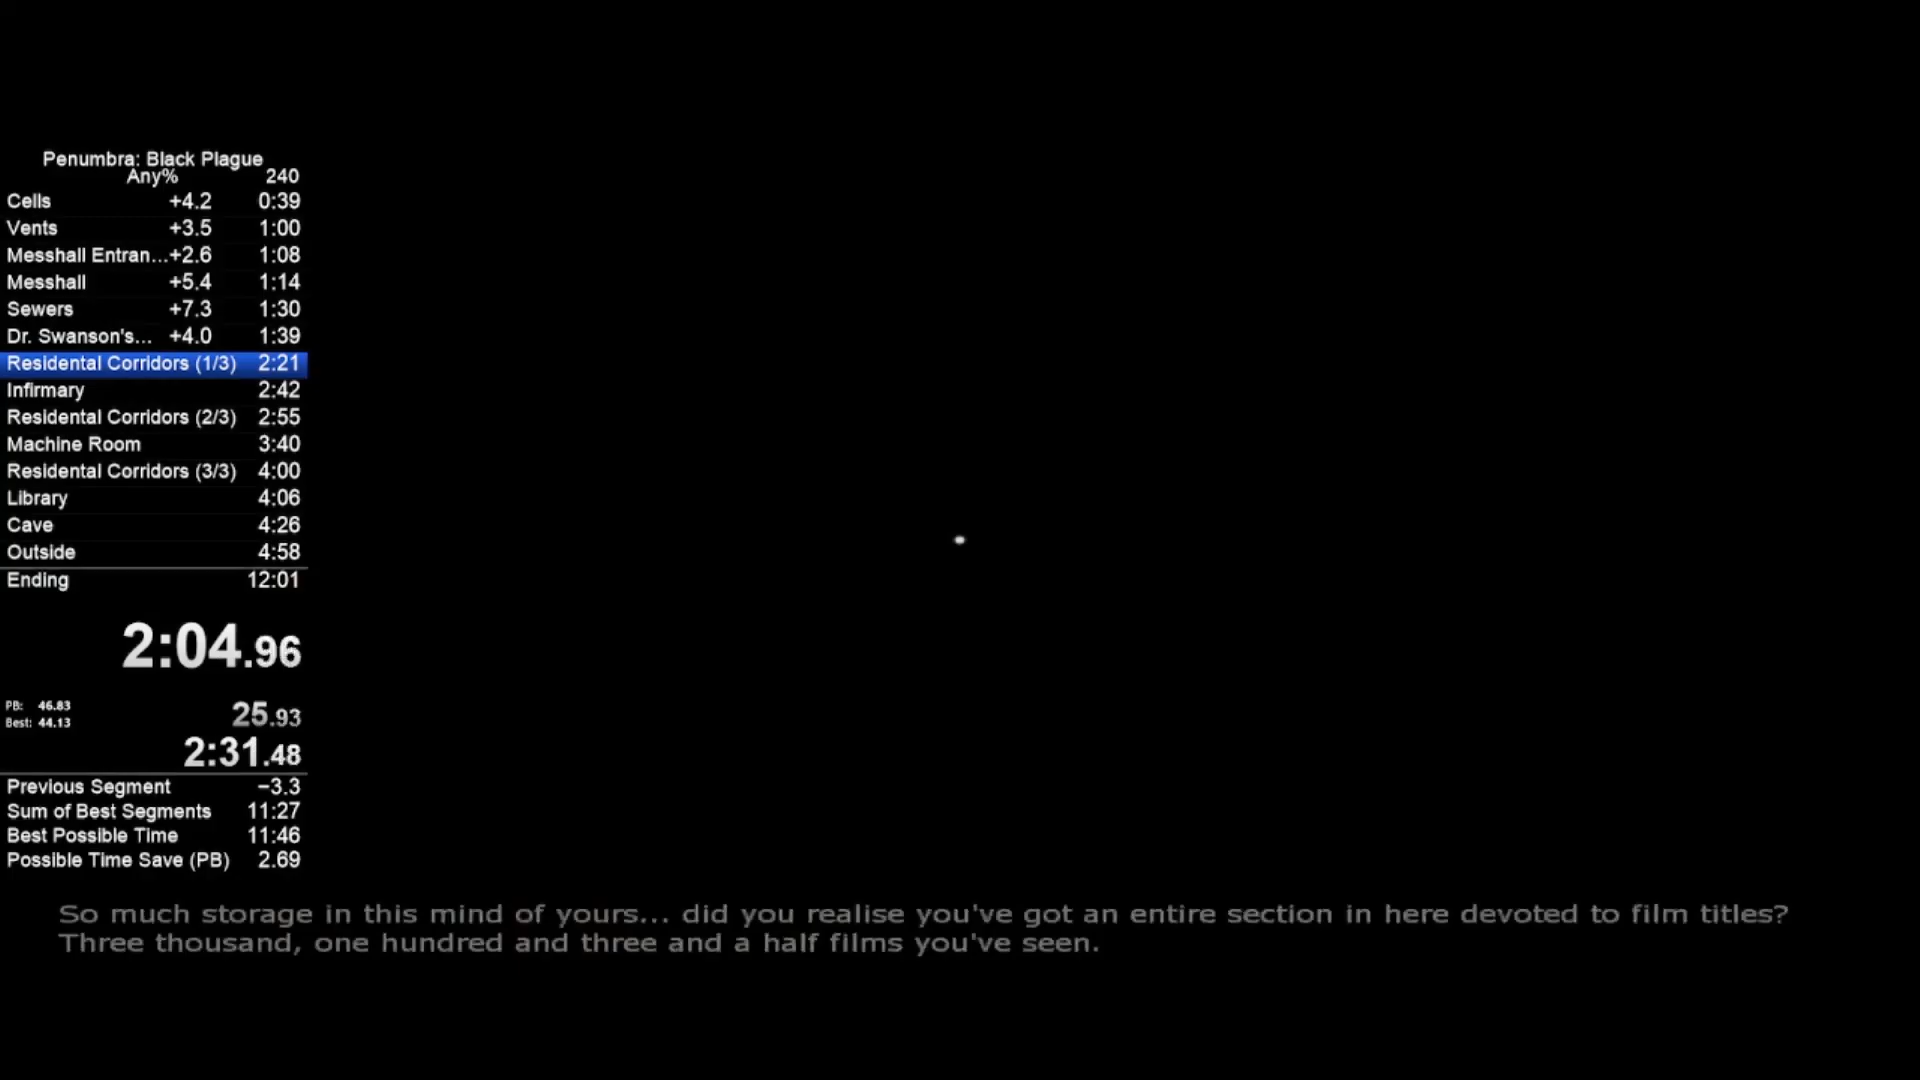 Penumbra: Black Plague
Any% 240
Cells +4.2 0:39
Vents +3.5 1:00
Messhall Entran...+2.6 1:08
Messhall +5.4 1:14
Sewers +7.3 1:30
Dr. Swanson's... +4.0 1:39
Residental Corridors (1/3) 2:21
Infirmary 2:42
Residental Corridors (2/3) 2:55
Machine Room 3:40
Residental Corridors (3/3) 4:00
Library 4:06
Cave 4:26
Outside 4:58
Ending 12:01
2:04.96
PB: 46.83
Best: 44.13
25.93
2:31.48
Previous Segment −3.3
Sum of Best Segments 11:27
Best Possible Time 11:46
Possible Time Save (PB) 2.69
So much storage in this mind of yours... did you realise you've got an entire section in here devoted to film titles?
Three thousand, one hundred and three and a half films you've seen.